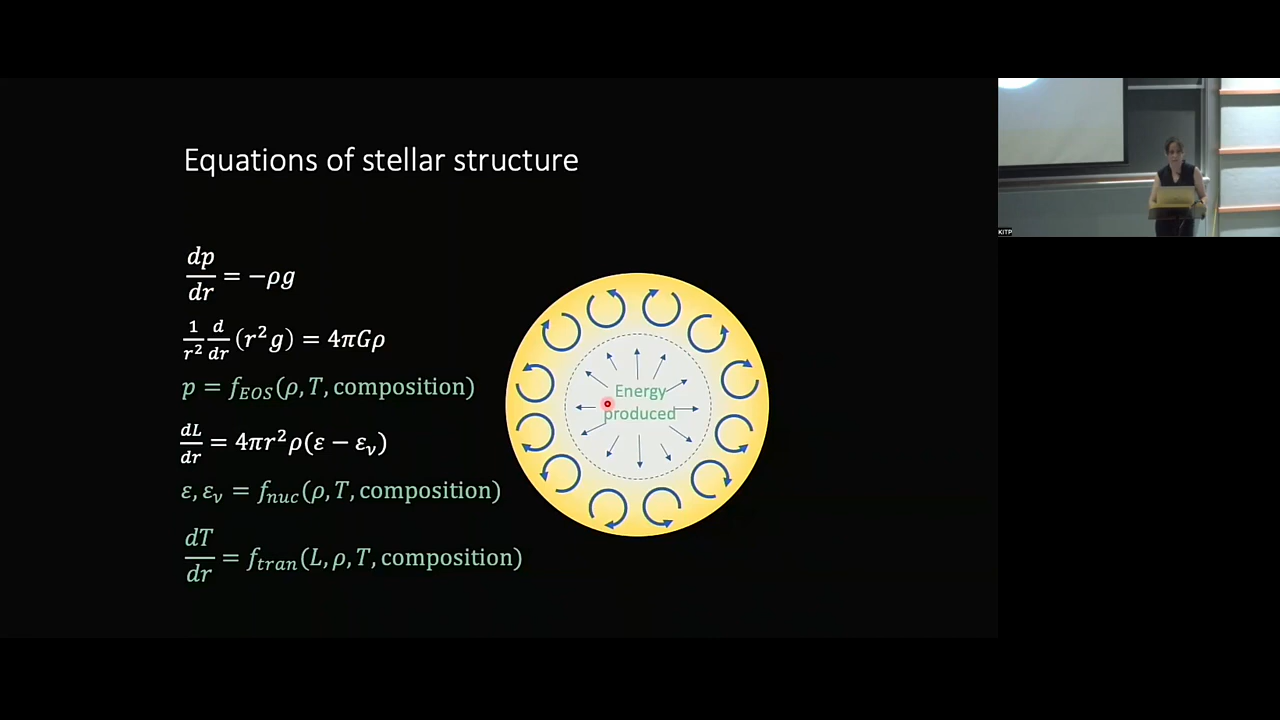 Equations of stellar structure
dp/dr = −ρg
1/r² d/dr (r²g) = 4πGρ
p = f_EOS(ρ, T, composition)
dL/dr = 4πr²ρ(ε − ε_ν)
ε, ε_ν = f_nuc(ρ, T, composition)
dT/dr = f_tran(L, ρ, T, composition)
Energy
produced
KITP